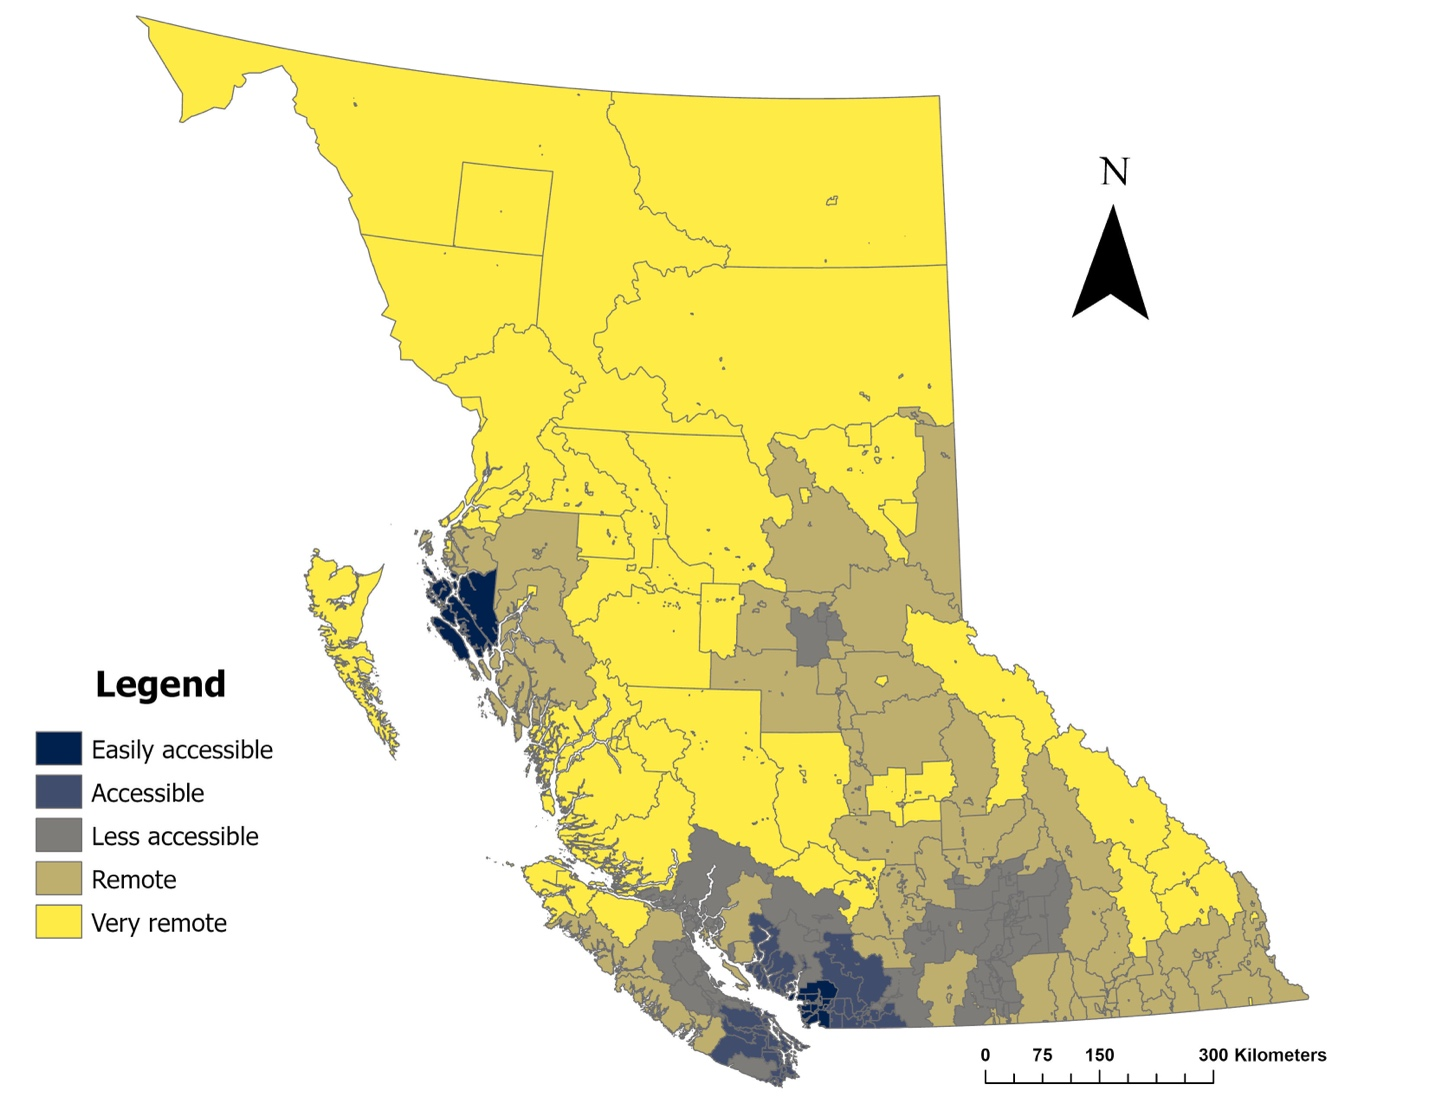 N
Legend
Easily accessible
Accessible
Less accessible
Remote
Very remote
0 75 150 300 Kilometers